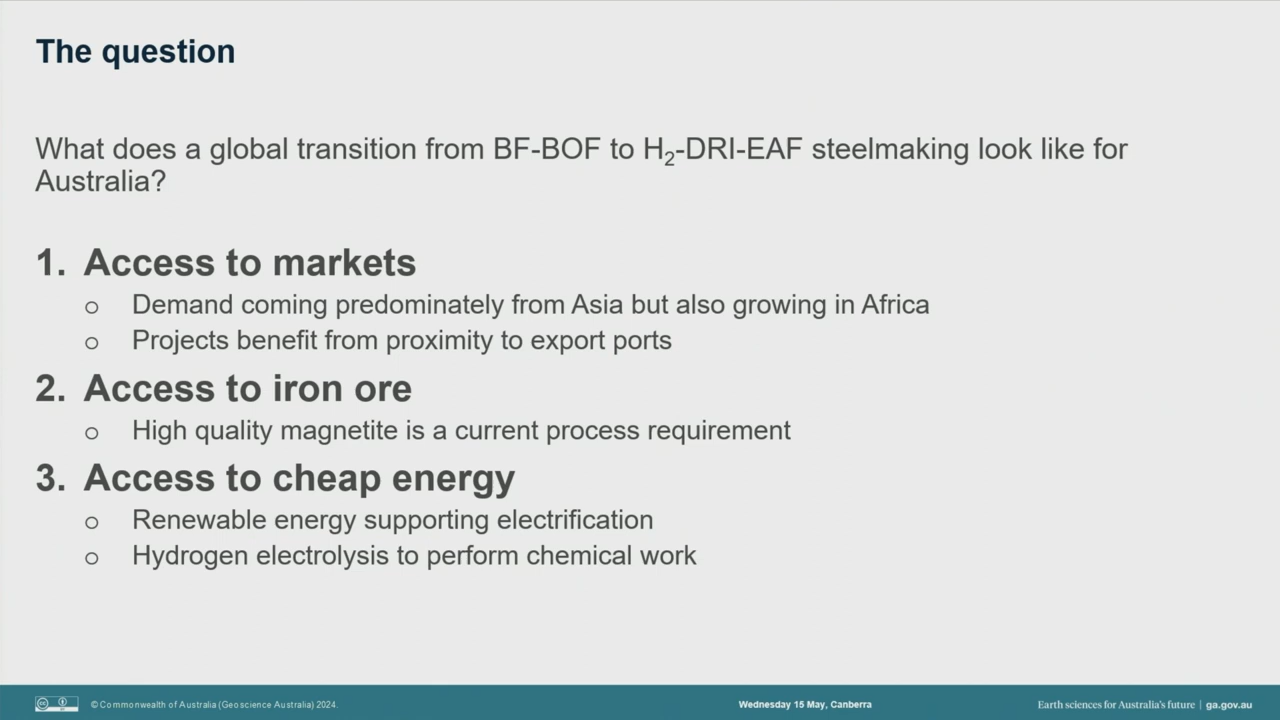 The question
What does a global transition from BF-BOF to H₂-DRI-EAF steelmaking look like for
Australia?
1. Access to markets
o Demand coming predominately from Asia but also growing in Africa
o Projects benefit from proximity to export ports
2. Access to iron ore
o High quality magnetite is a current process requirement
3. Access to cheap energy
o Renewable energy supporting electrification
o Hydrogen electrolysis to perform chemical work
© Commonwealth of Australia (Geoscience Australia) 2024.
Wednesday 15 May, Canberra
Earth sciences for Australia's future | ga.gov.au